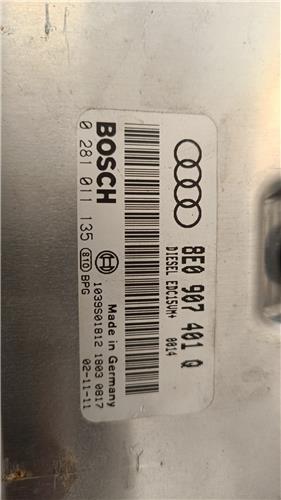 8E0 907 401 Q
DIESEL EDC15VM+ 0014
BOSCH
0 281 011 135
810 BPG
Made in Germany
1039S01812 1803 0817
02-11-11